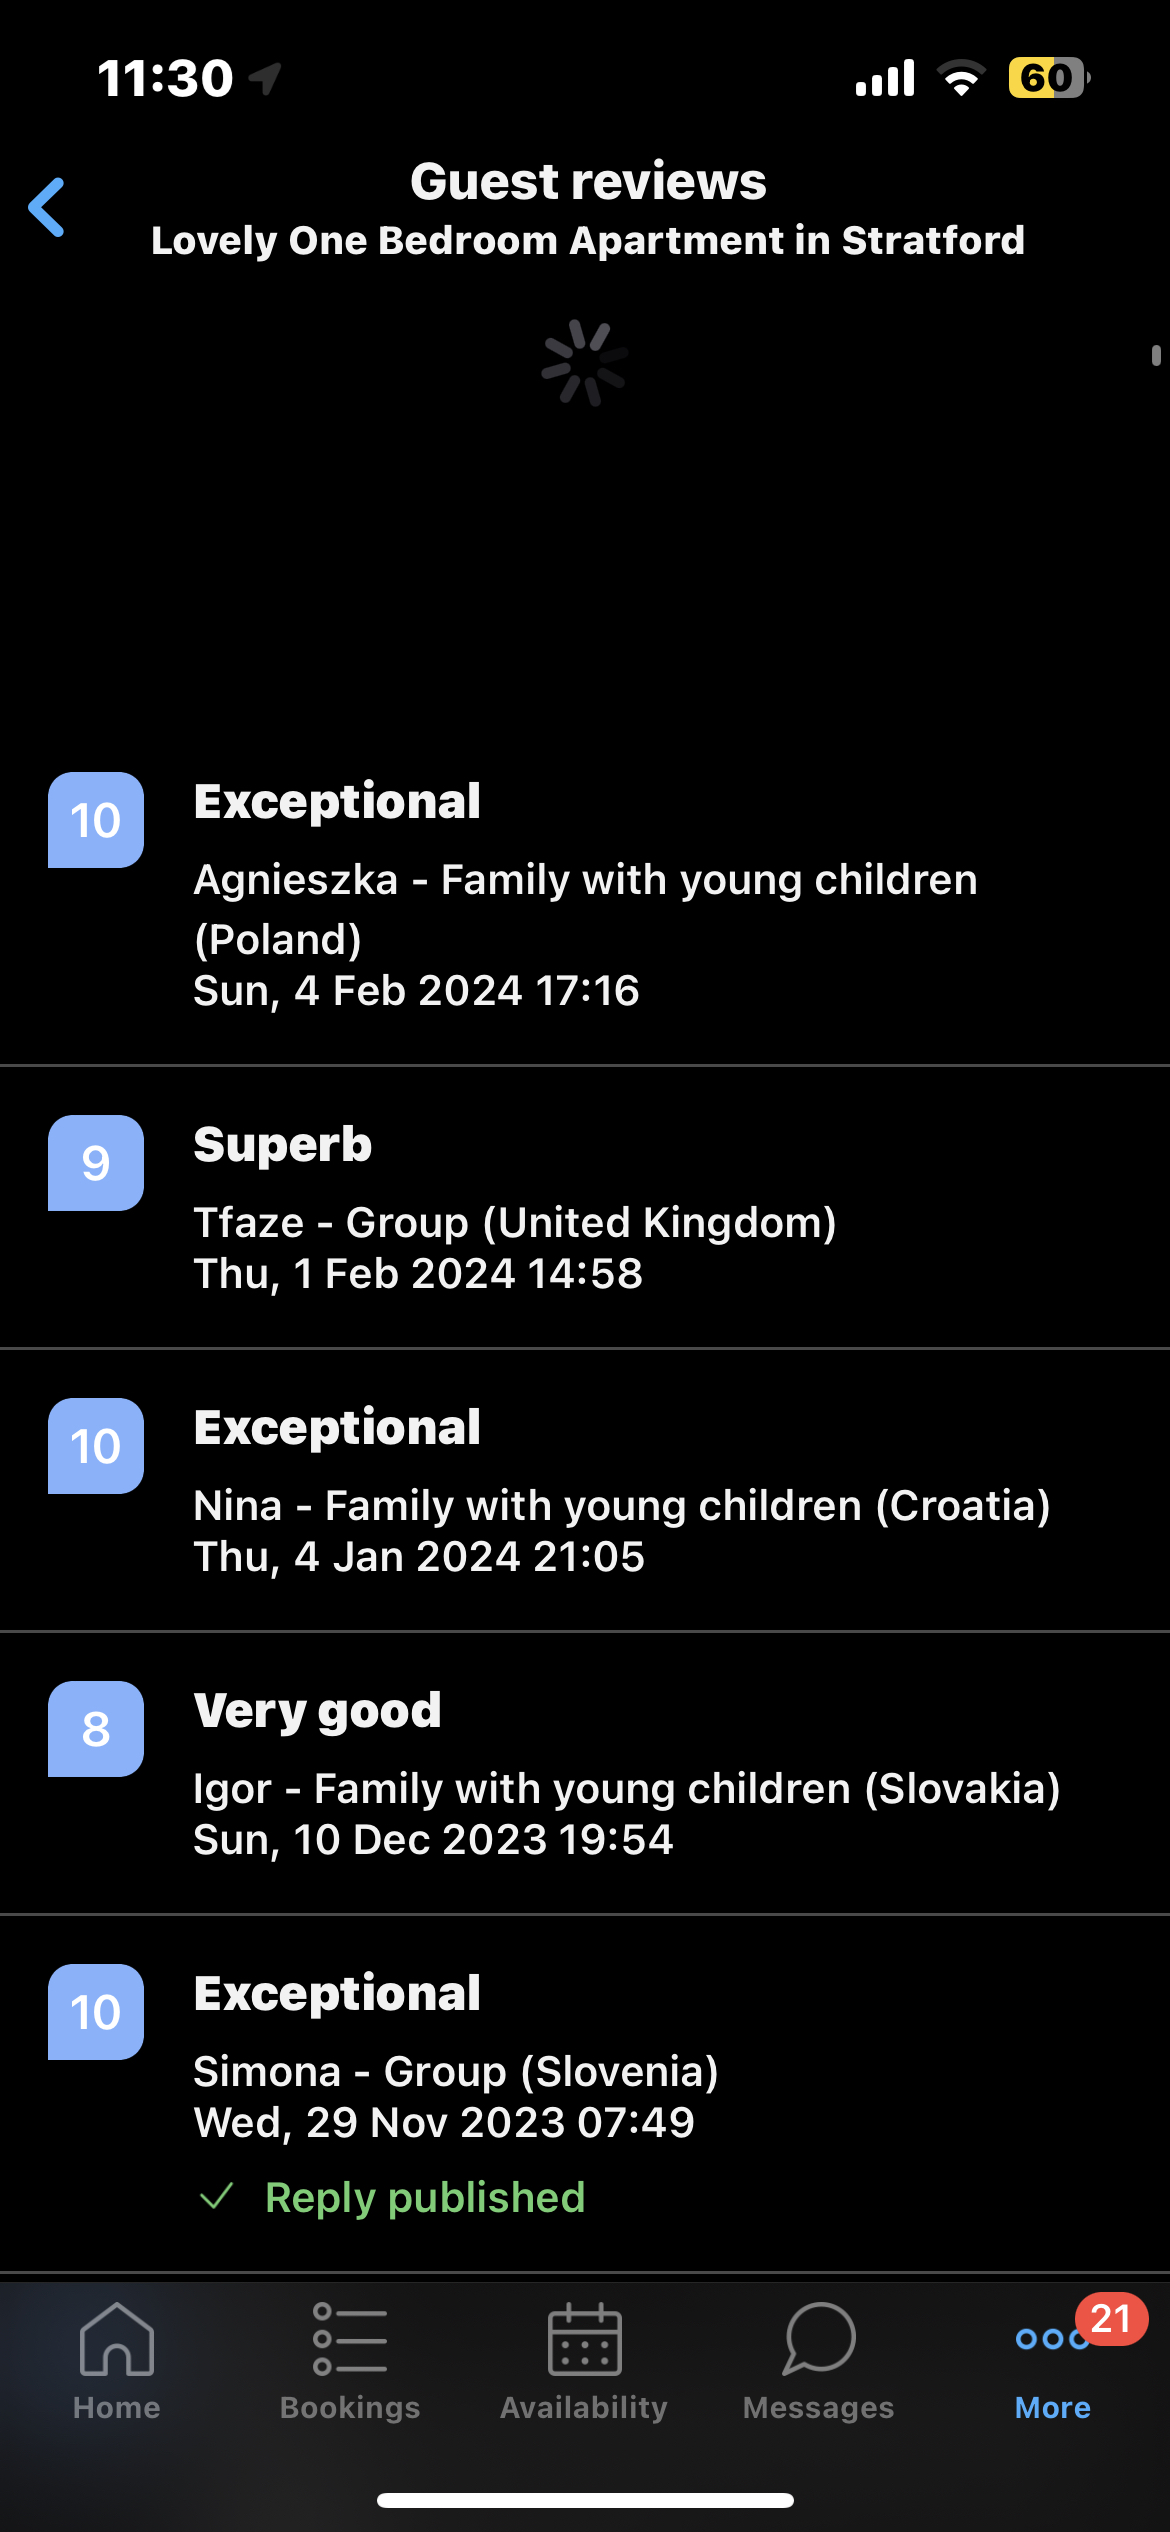 11:30
60
Guest reviews
Lovely One Bedroom Apartment in Stratford
10
Exceptional
Agnieszka - Family with young children
(Poland)
Sun, 4 Feb 2024 17:16
9
Superb
Tfaze - Group (United Kingdom)
Thu, 1 Feb 2024 14:58
10
Exceptional
Nina - Family with young children (Croatia)
Thu, 4 Jan 2024 21:05
8
Very good
Igor - Family with young children (Slovakia)
Sun, 10 Dec 2023 19:54
10
Exceptional
Simona - Group (Slovenia)
Wed, 29 Nov 2023 07:49
Reply published
21
Home
Bookings
Availability
Messages
More